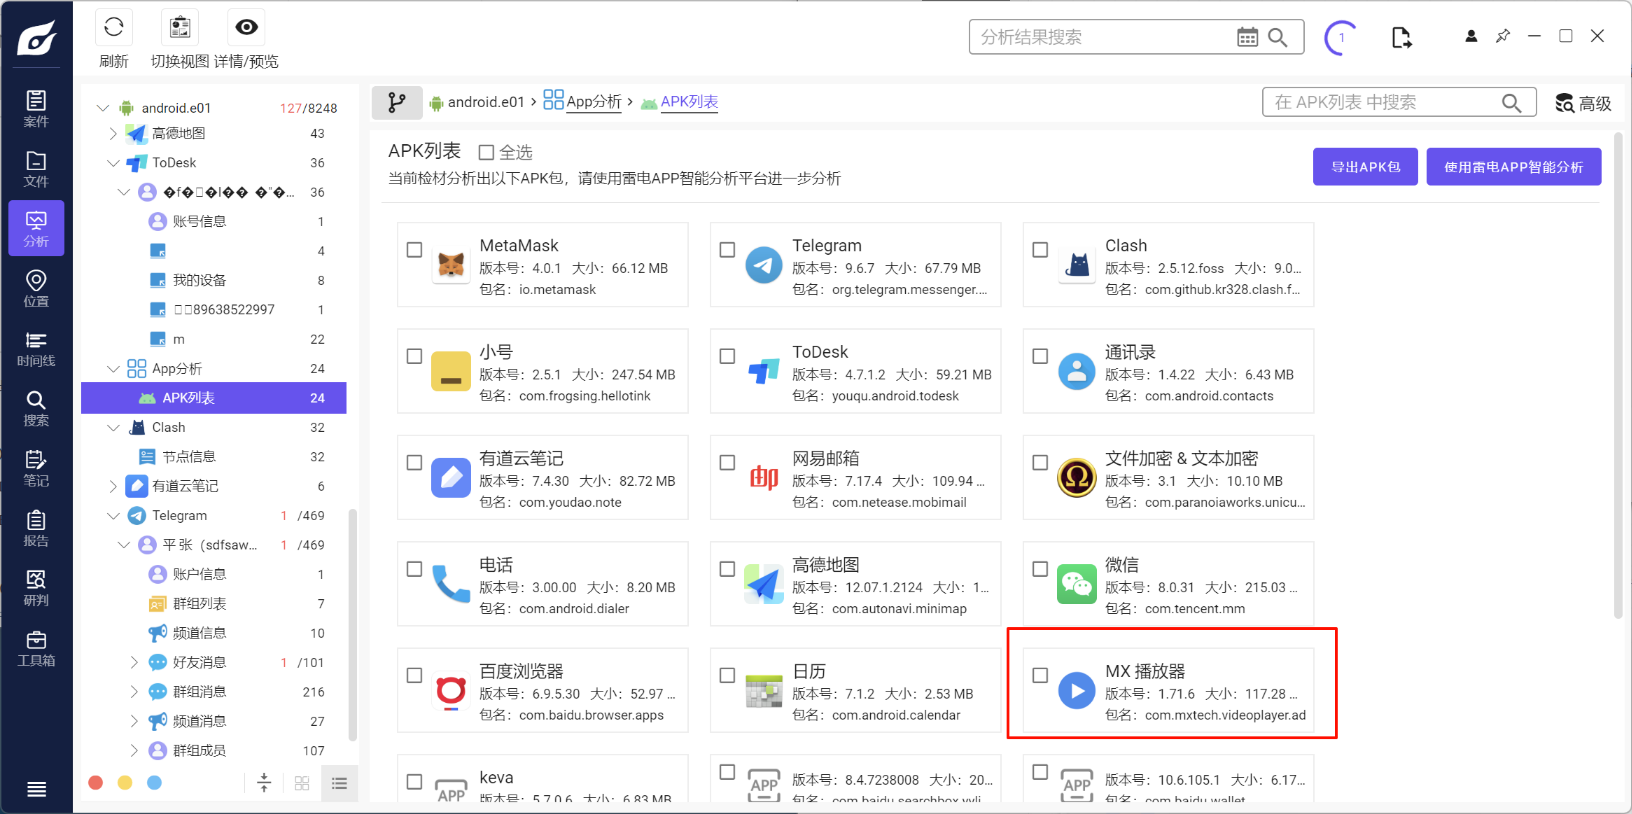 刷新
切换视图
详情/预览
分析结果搜索
1
案件
文件
分析
位置
时间线
搜索
笔记
报告
研判
工具箱
android.e01 127/8248
高德地图 43
ToDesk 36
36
账号信息 1
4
我的设备 8
89638522997 1
m 22
App分析 24
APK列表 24
Clash 32
节点信息 32
有道云笔记 6
Telegram 1 /469
平 张（sdfsaw... 1 /469
账户信息 1
群组列表 7
频道信息 10
好友消息 1 /101
群组消息 216
频道消息 27
群组成员 107
android.e01 › App分析 › APK列表
在 APK列表 中搜索
高级
APK列表 全选
当前检材分析出以下APK包，请使用雷电APP智能分析平台进一步分析
导出APK包
使用雷电APP智能分析
MetaMask
版本号：4.0.1 大小：66.12 MB
包名：io.metamask
Telegram
版本号：9.6.7 大小：67.79 MB
包名：org.telegram.messenger....
Clash
版本号：2.5.12.foss 大小：9.0...
包名：com.github.kr328.clash.f...
小号
版本号：2.5.1 大小：247.54 MB
包名：com.frogsing.hellotink
ToDesk
版本号：4.7.1.2 大小：59.21 MB
包名：youqu.android.todesk
通讯录
版本号：1.4.22 大小：6.43 MB
包名：com.android.contacts
有道云笔记
版本号：7.4.30 大小：82.72 MB
包名：com.youdao.note
邮
网易邮箱
版本号：7.17.4 大小：109.94 ...
包名：com.netease.mobimail
文件加密 & 文本加密
版本号：3.1 大小：10.10 MB
包名：com.paranoiaworks.unicu...
电话
版本号：3.00.00 大小：8.20 MB
包名：com.android.dialer
高德地图
版本号：12.07.1.2124 大小：1...
包名：com.autonavi.minimap
微信
版本号：8.0.31 大小：215.03 ...
包名：com.tencent.mm
百度浏览器
版本号：6.9.5.30 大小：52.97 ...
包名：com.baidu.browser.apps
日历
版本号：7.1.2 大小：2.53 MB
包名：com.android.calendar
MX 播放器
版本号：1.71.6 大小：117.28 ...
包名：com.mxtech.videoplayer.ad
APP
keva
版本号：5.7.0.6 大小：6.83 MB
APP
版本号：8.4.7238008 大小：20...
包名：com.baidu.searchbox.vvli...
APP
版本号：10.6.105.1 大小：6.17...
包名：com.baidu.wallet